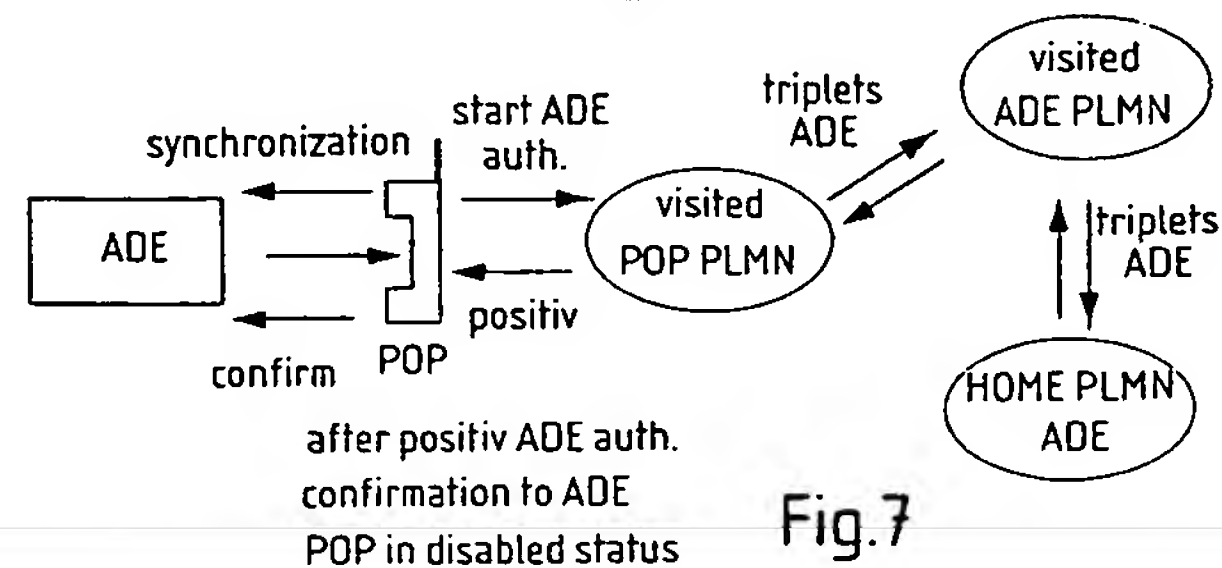 visited
ADE PLMN
triplets
ADE
start ADE
auth.
synchronization
visited
POP PLMN
ADE
triplets
ADE
positiv
POP
confirm
HOME PLMN
ADE
after positiv ADE auth.
confirmation to ADE
POP in disabled status
Fig.7